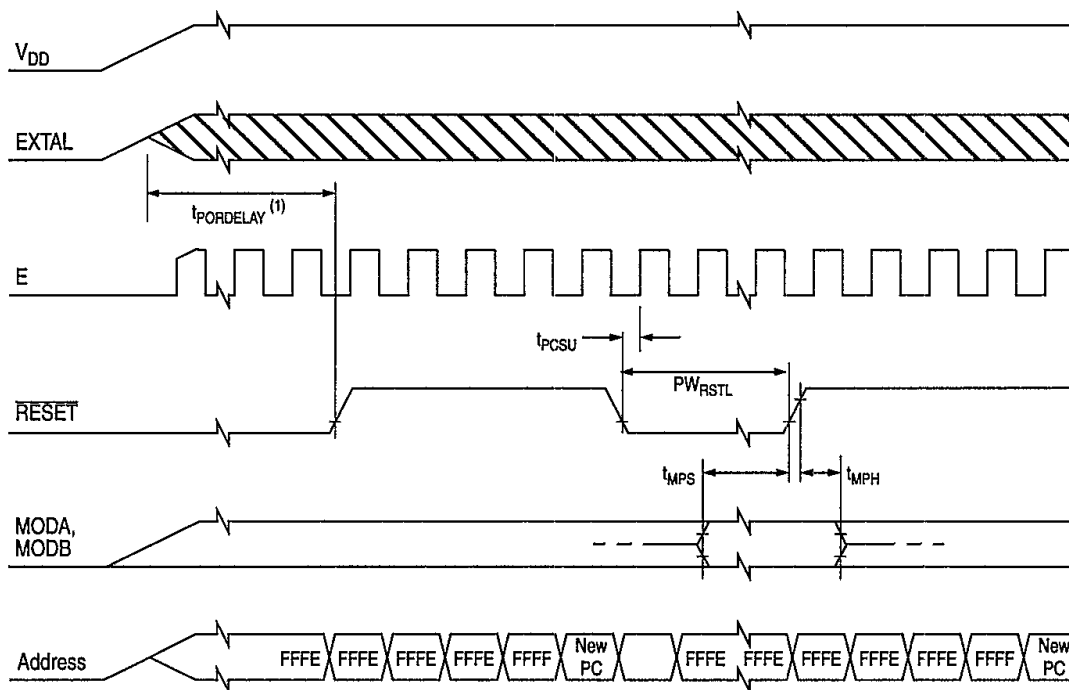 VDD
EXTAL
tPORDELAY (1)
E
tPCSU
PWRSTL
RESET
tMPS
tMPH
MODA,
MODB
Address
FFFE FFFE FFFE FFFE FFFF New PC FFFE FFFE FFFE FFFE FFFE FFFF New PC